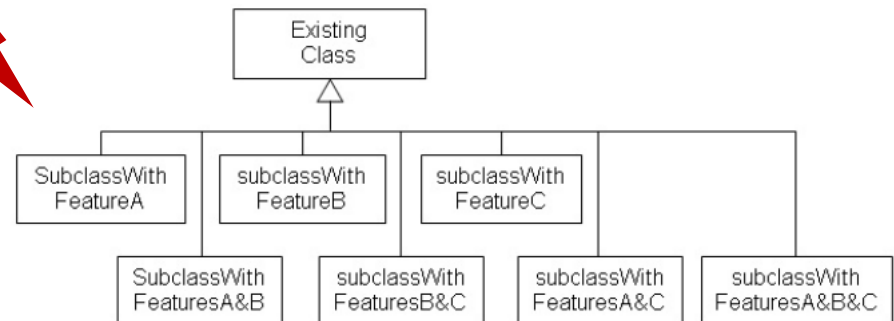 Existing
Class
SubclassWith
FeatureA
subclassWith
FeatureB
subclassWith
FeatureC
SubclassWith
FeaturesA&B
subclassWith
FeaturesB&C
subclassWith
FeaturesA&C
subclassWith
FeaturesA&B&C